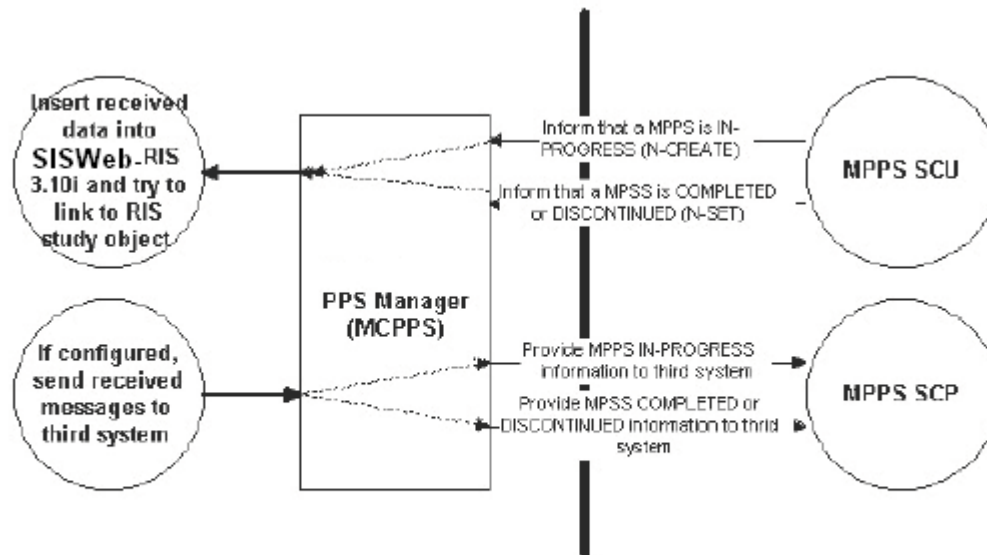 Insert received
data into
SISWeb-RIS
3.10i and try to
link to RIS
study object
Inform that a MPPS is IN-
PROGRESS (N-CREATE)
Inform that a MPSS is COMPLETED
or DISCONTINUED (N-SET)
MPPS SCU
PPS Manager
(MCPPS)
If configured,
send received
messages to
third system
Provide MPPS IN-PROGRESS
information to third system
Provide MPSS COMPLETED or
DISCONTINUED information to thrid
system
MPPS SCP